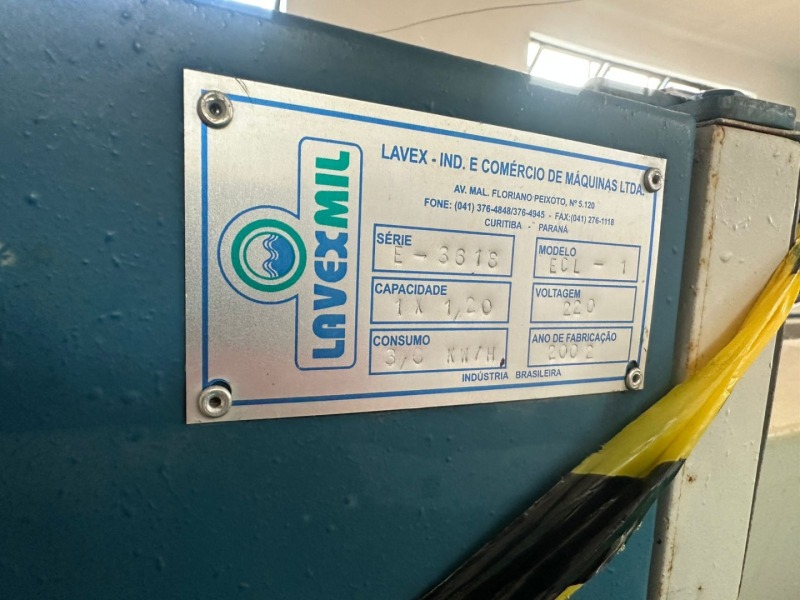 LAVEXMIL
LAVEX - IND. E COMÉRCIO DE MÁQUINAS LTDA.
AV. MAL. FLORIANO PEIXOTO, Nº 5.120
FONE: (041) 376-4848/376-4945 - FAX:(041) 276-1118
CURITIBA - PARANÁ
SÉRIE
E-3618
MODELO
ECL - 1
CAPACIDADE
1 X 1,20
VOLTAGEM
220
CONSUMO
KW/H
ANO DE FABRICAÇÃO
2002
INDÚSTRIA BRASILEIRA